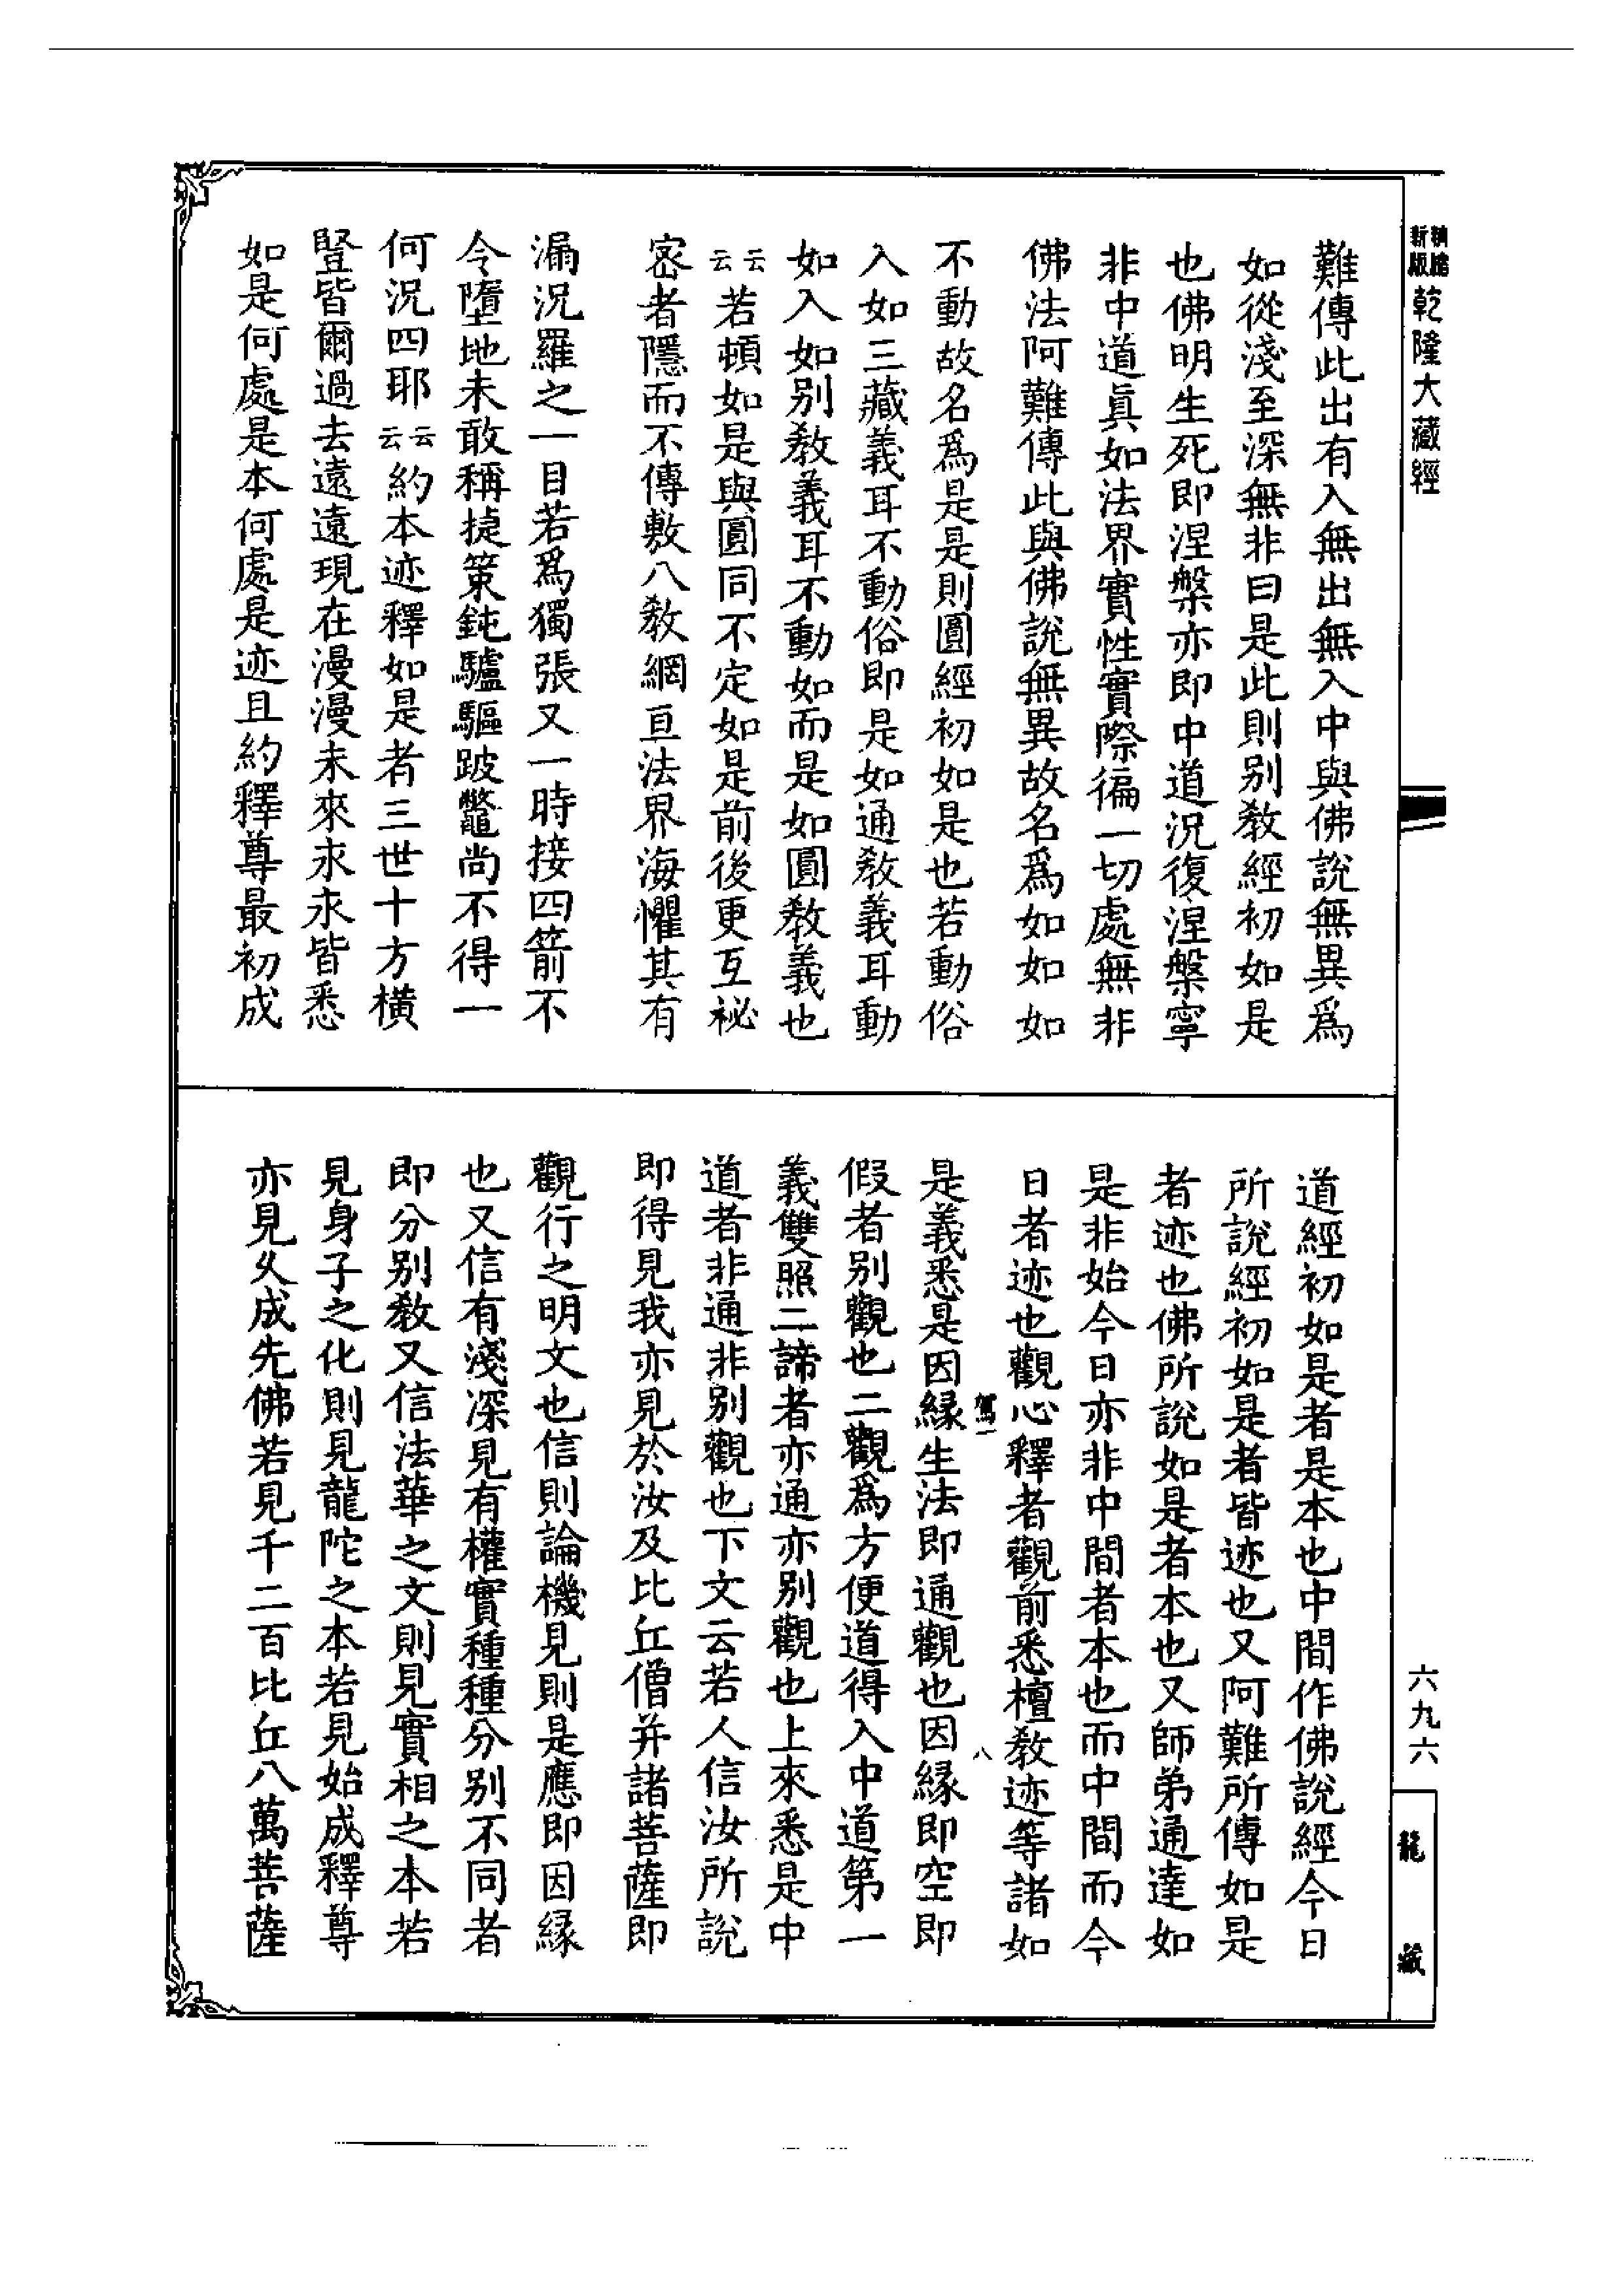 新版
精縮
乾隆大藏經
難傳此出有入無出無入中與佛說無異爲
如從淺至深無非曰是此則别敎經初如是
也佛明生死即涅槃亦即中道況復涅槃寧
非中道眞如法界實性實際徧一切處無非
佛法阿難傳此與佛說無異故名爲如如如
不動故名爲是是則圓經初如是也若動俗
入如三藏義耳不動俗即是如通敎義耳動
如入如别敎義耳不動如而是如圓敎義也
云云若頓如是與圓同不定如是前後更互祕
密者隱而不傳敷八敎網亘法界海懼其有
漏況羅之一目若爲獨張又一時接四箭不
令墮地未敢稱捷策鈍驢驅跛鼈尚不得一
何況四耶云云約本迹釋如是者三世十方橫
豎皆爾過去遠遠現在漫漫未來永永皆悉
如是何處是本何處是迹且約釋尊最初成
道經初如是者是本也中間作佛說經今日
所說經初如是者皆迹也又阿難所傳如是
者迹也佛所說如是者本也又師弟通達如
是非始今日亦非中間者本也而中間而今
日者迹也觀心釋者觀前悉檀敎迹等諸如
是義悉是因緣生法即通觀也因緣即空即
假者别觀也二觀爲方便道得入中道第一
義雙照二諦者亦通亦别觀也上來悉是中
道者非通非别觀也下文云若人信汝所說
即得見我亦見於汝及比丘僧并諸菩薩即
觀行之明文也信則論機見則是應即因緣
也又信有淺深見有權實種種分别不同者
即分别敎又信法華之文則見實相之本若
見身子之化則見龍陀之本若見始成釋尊
亦見久成先佛若見千二百比丘八萬菩薩
八
六九六
龍藏